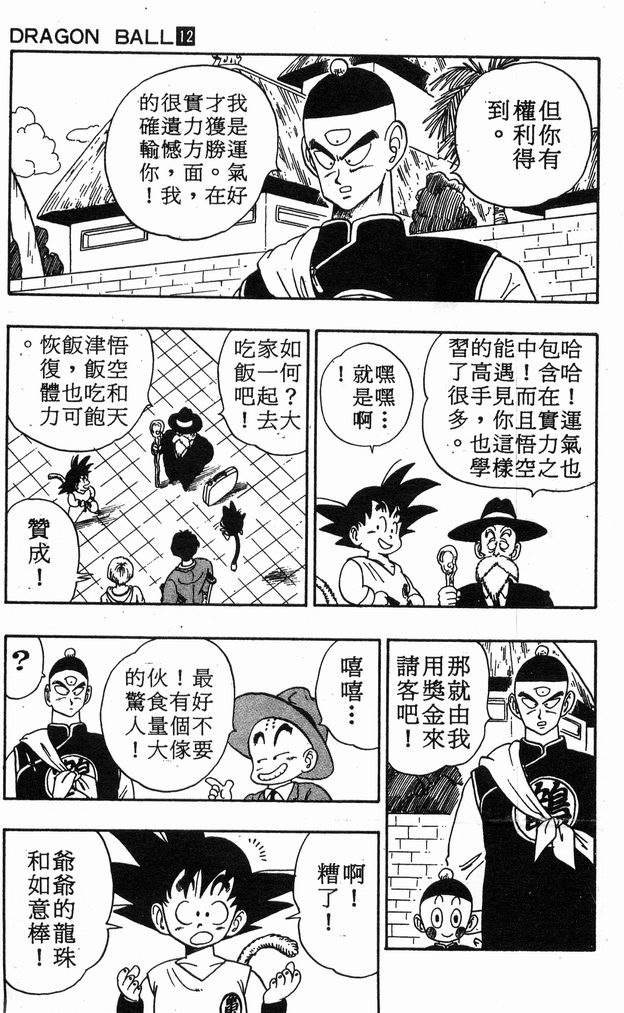 DRAGON BALL 12
但你有
權利得
到。
我是運氣好
才獲勝。在
實力方面，
很遺憾，我
的確輸你！
哈哈！運氣也
包含在實力之
中！而且悟空
能遇見你這樣
的高手，也學
習了很多。
嘿嘿…
就是啊
！
如何？大
家一起去
吃飯吧！
悟空和天
津飯吃飽
飯，也可
恢復體力
。
贊成！
那就由我
用獎金來
請客吧！
鶴
嘻嘻…
最好不要
！有個傢
伙食量大
的驚人！
？
啊！
糟了！
爺爺的龍珠
和如意棒！